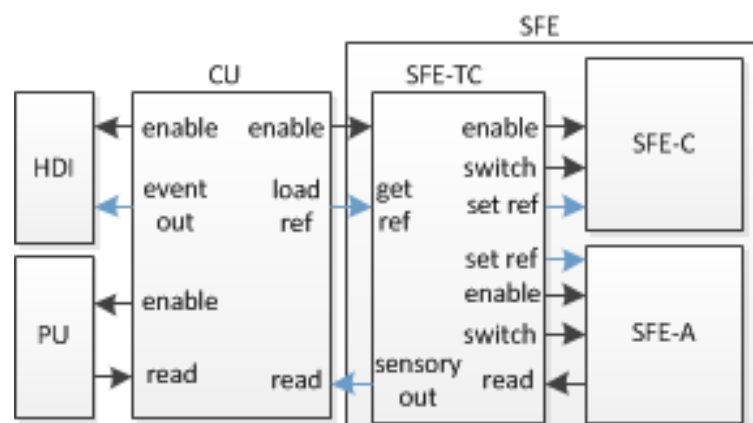 SFE
CU
SFE-TC
HDI
enable
event
out
PU
enable
read
enable
load
ref
read
get
ref
sensory
out
enable
switch
set ref
set ref
enable
switch
read
SFE-C
SFE-A